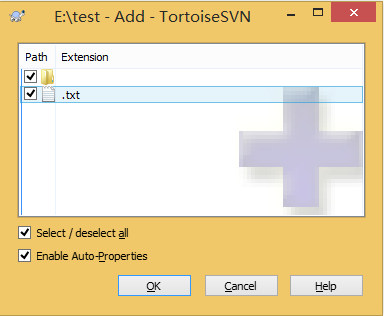 E:\test - Add - TortoiseSVN
Path Extension
.txt
Select / deselect all
Enable Auto-Properties
OK Cancel Help